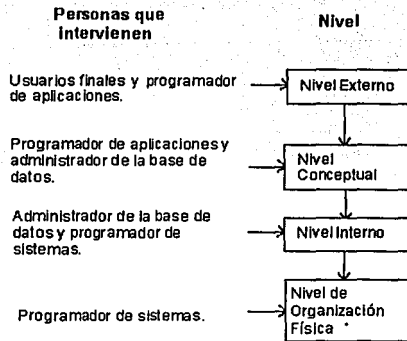 Personas que
intervienen
Nivel
Usuarios finales y programador
de aplicaciones.
Nivel Externo
Programador de aplicaciones y
administrador de la base de
datos.
Nivel
Conceptual
Administrador de la base de
datos y programador de
sistemas.
Nivel Interno
Programador de sistemas.
Nivel de
Organización
Física